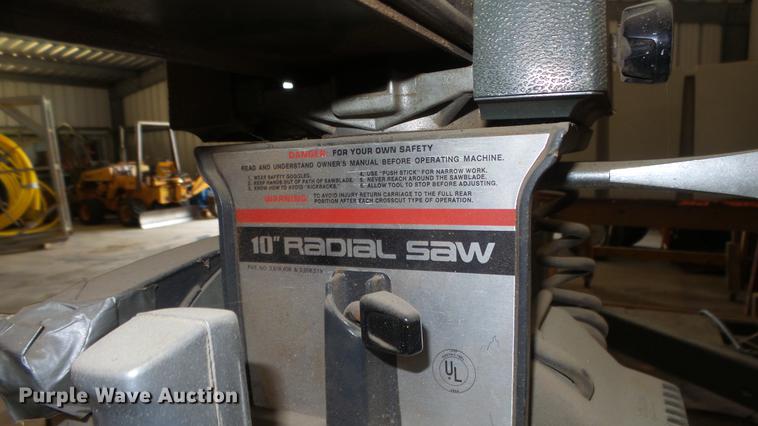 DANGER: FOR YOUR OWN SAFETY
READ AND UNDERSTAND OWNER'S MANUAL BEFORE OPERATING MACHINE.
1. WEAR SAFETY GOGGLES.
2. KEEP HANDS OUT OF PATH OF SAWBLADE.
3. KNOW HOW TO AVOID "KICKBACKS."
4. USE "PUSH STICK" FOR NARROW WORK.
5. NEVER REACH AROUND THE SAWBLADE.
6. ALLOW TOOL TO STOP BEFORE ADJUSTING.
WARNING: TO AVOID INJURY RETURN CARRIAGE TO THE FULL REAR
POSITION AFTER EACH CROSSCUT TYPE OF OPERATION.
10" RADIAL SAW
PAT. NO.
UL
Purple Wave Auction